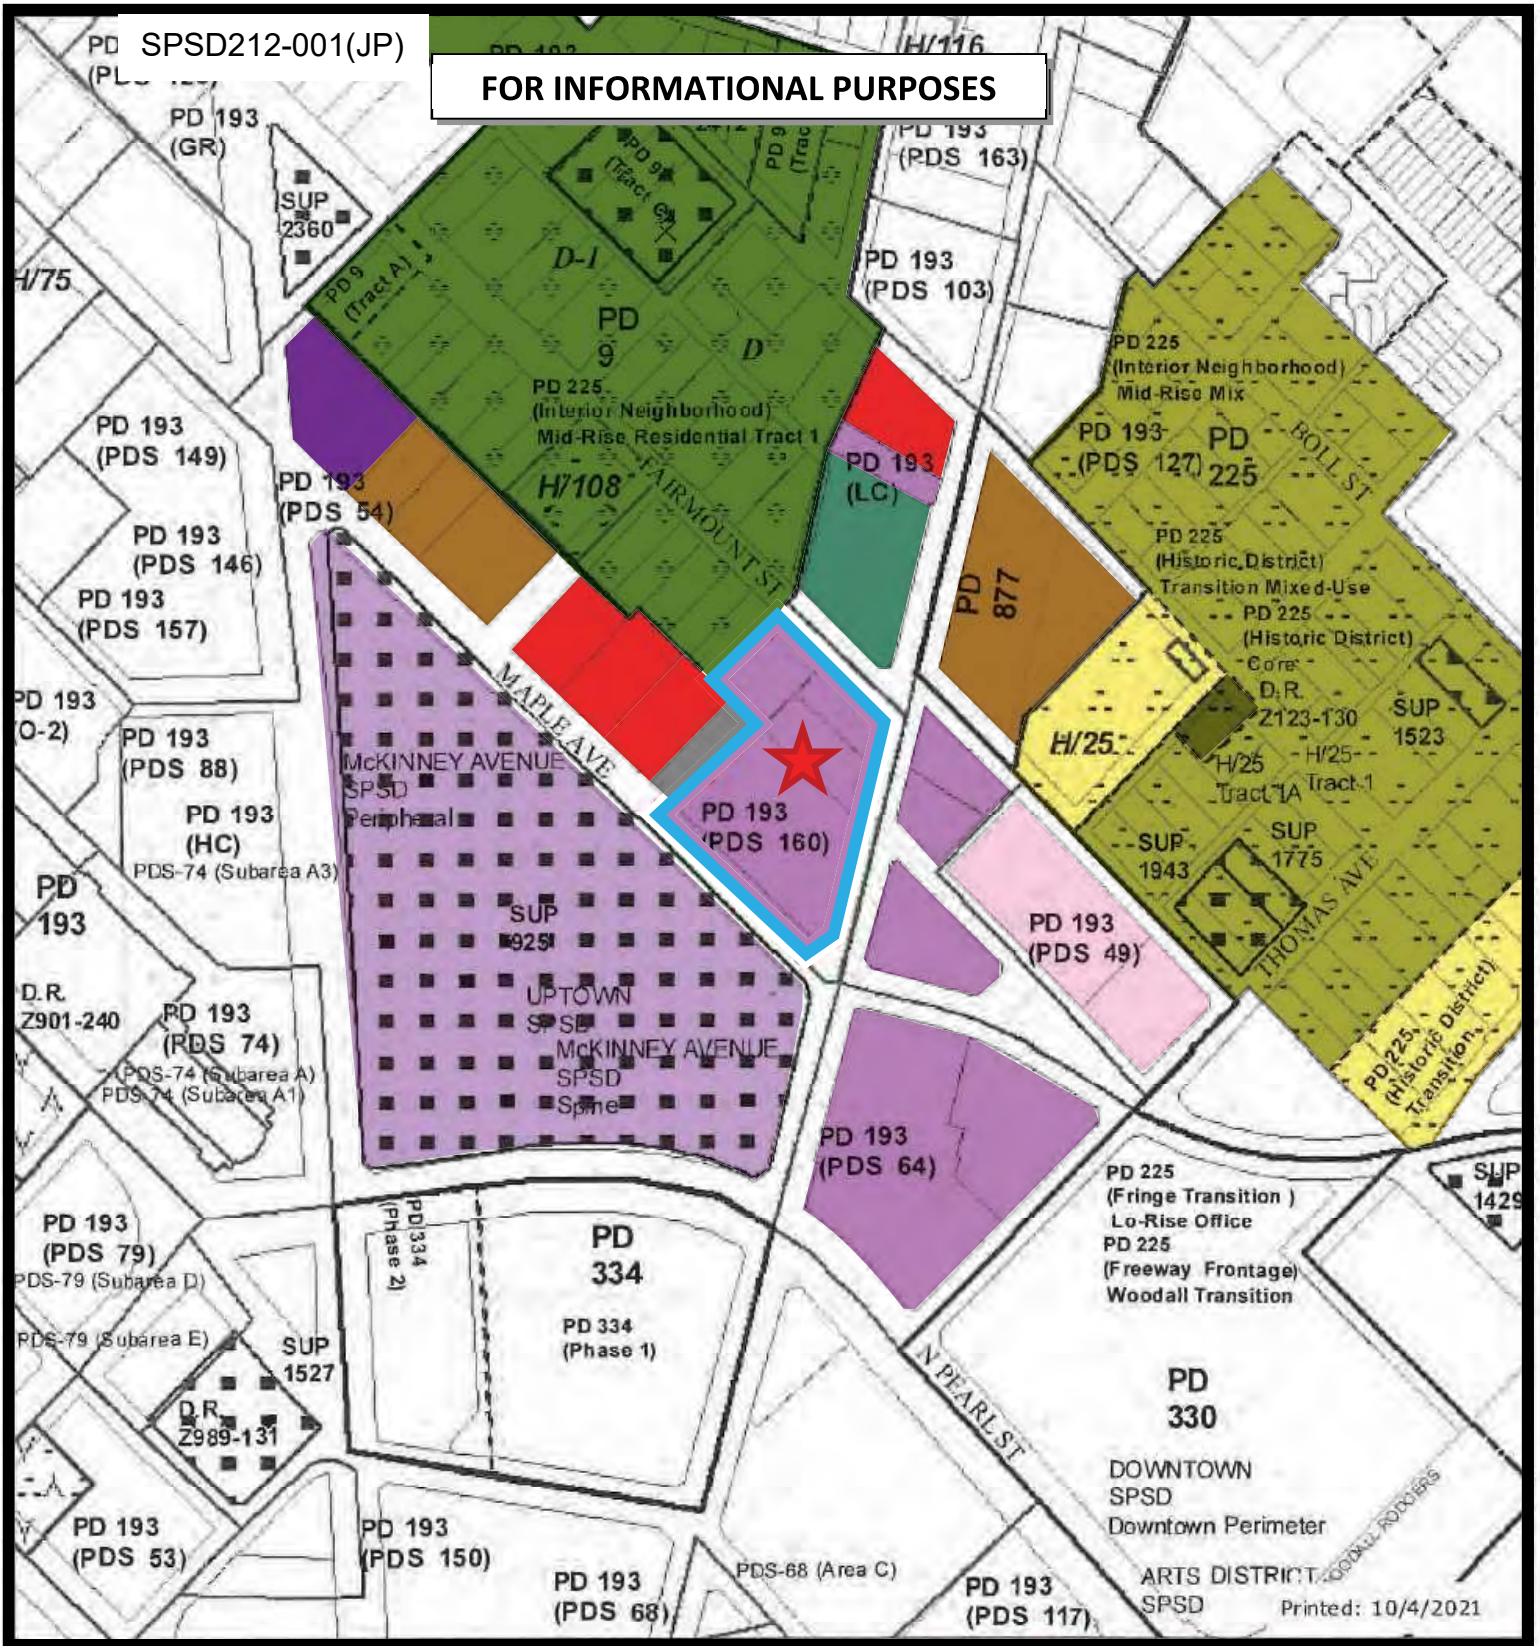 SPSD212-001(JP)
FOR INFORMATIONAL PURPOSES
PD 193
H/116
PD
PD 193
(GR)
SUP
2360
H/75
PD 9
(Tract A)
D-1
PD
9
D
PD 193
(PDS 163)
PD 193
(PDS 103)
PD 225
(Interior Neighborhood)
Mid-Rise Residential Tract 1
H/108
FAIRMOUNT ST
PD 225
(Interior Neighborhood)
Mid-Rise Mix
PD 193
(PDS 127)
PD
225
BOLL ST
PD 193
(PDS 149)
PD 193
(PDS 54)
PD 193
(LC)
PD 193
(PDS 146)
PD 193
(PDS 157)
PD
877
PD 225
(Historic District)
Transition Mixed-Use
PD 225
(Historic District)
Core
D.R.
Z123-130
SUP
1523
H/25
H/25
Tract 1A
H/25
Tract 1
PD 193
(O-2)
PD 193
(PDS 88)
MAPLE AVE
McKINNEY AVENUE
SPSD
Peripheral
PD 193
(PDS 160)
PD 193
(HC)
PDS-74 (Subarea A3)
SUP
1943
SUP
1775
THOMAS AVE
PD
193
SUP
925
PD 193
(PDS 49)
D.R.
Z901-240
PD 193
(PDS 74)
PDS-74 (Subarea A)
PDS-74 (Subarea A1)
UPTOWN
SPSD
McKINNEY AVENUE
SPSD
Spine
PD 225
(Historic District)
Transition
PD 193
(PDS 64)
PD 225
(Fringe Transition )
Lo-Rise Office
PD 225
(Freeway Frontage)
Woodall Transition
SUP
1429
PD 193
(PDS 79)
PDS-79 (Subarea D)
PDS-79 (Subarea E)
PD 334
(Phase 2)
PD
334
PD 334
(Phase 1)
SUP
1527
D.R.
Z989-131
N PEARL ST
PD
330
DOWNTOWN
SPSD
Downtown Perimeter
ARTS DISTRICT
SPSD
PD 193
(PDS 53)
PD 193
(PDS 150)
PD 193
(PDS 68)
PDS-68 (Area C)
PD 193
(PDS 117)
Printed: 10/4/2021